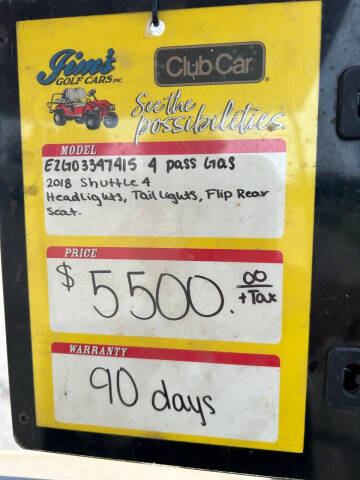 Jim's
GOLF CARS INC.
Club Car
See the
possibilities.
MODEL
EZGO3347415 4 pass Gas
2018 Shuttle 4
Headlights, Tail Lights, Flip Rear
Seat.
PRICE
$5500.00
+ Tax
WARRANTY
90 days